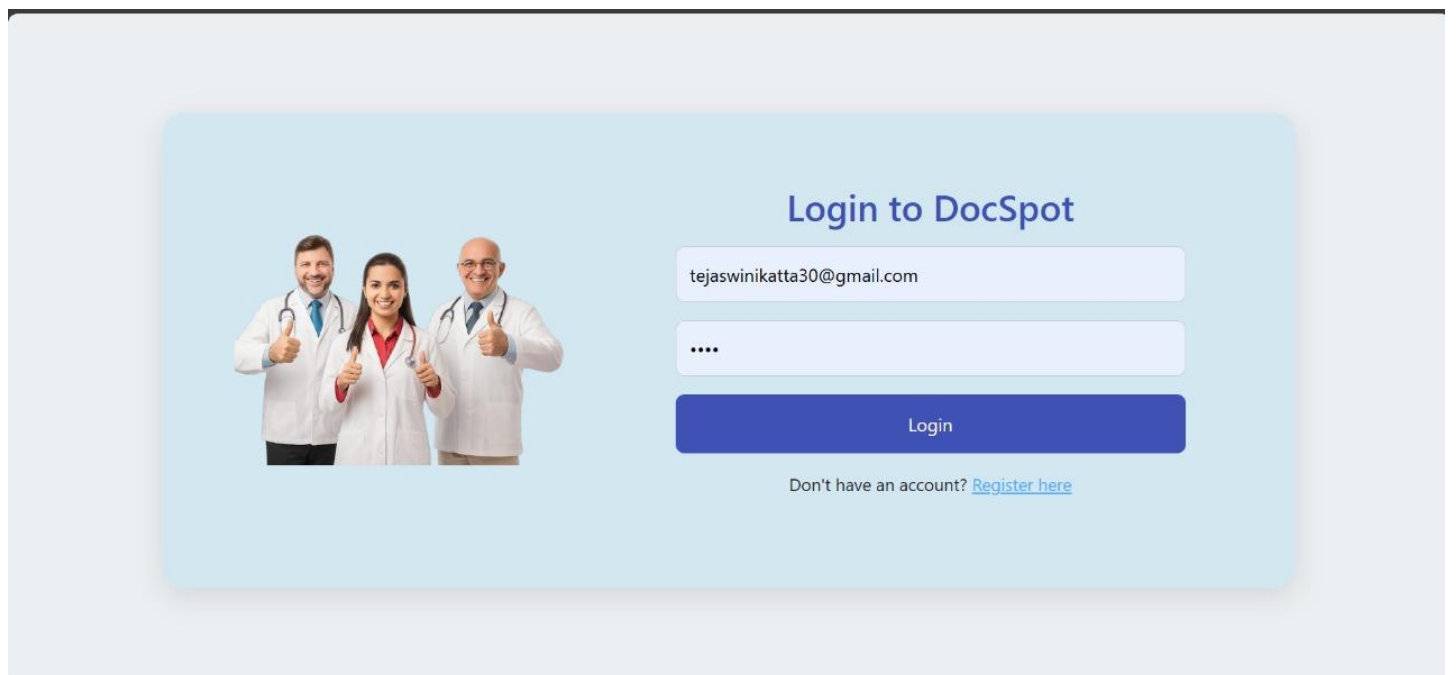 Login to DocSpot
tejaswinikatta30@gmail.com
••••
Login
Don't have an account? Register here